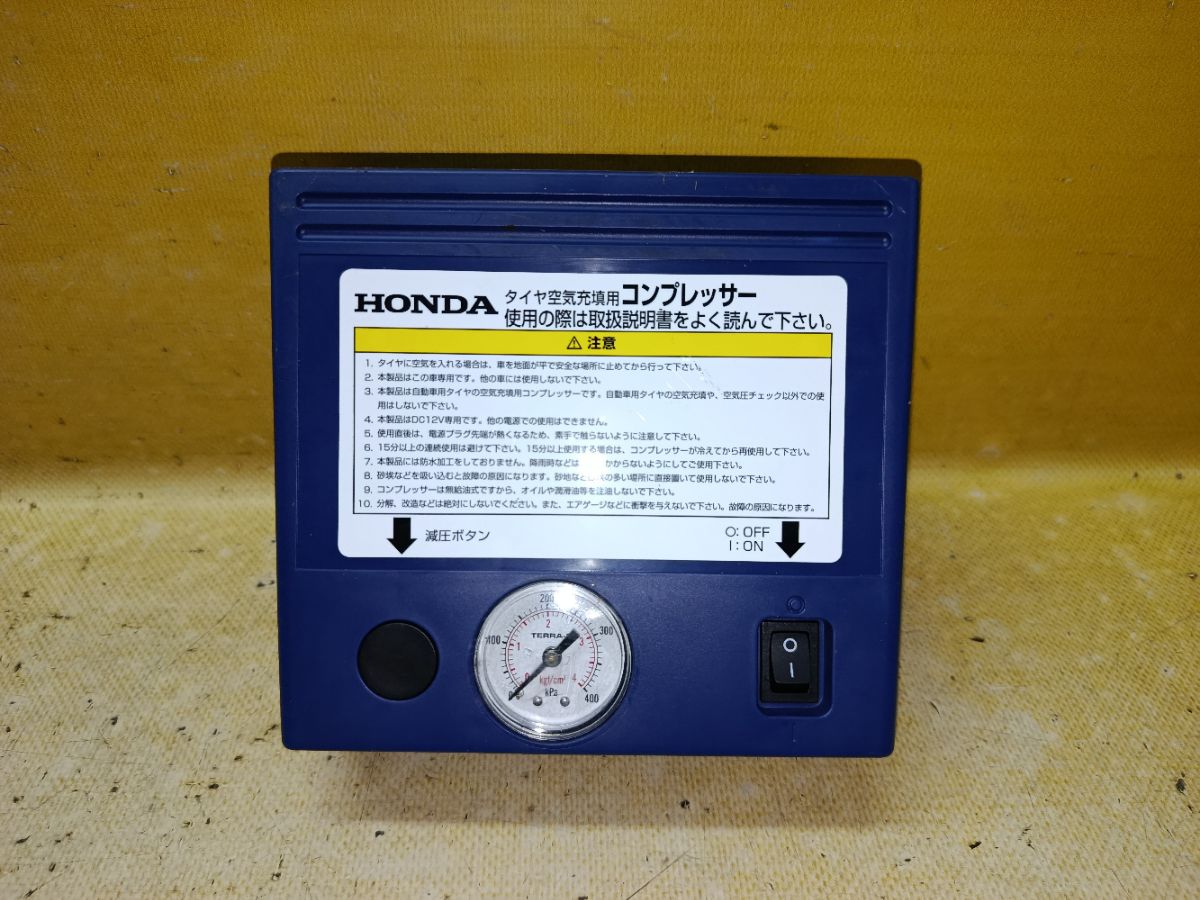 HONDA タイヤ空気充填用コンプレッサー
使用の際は取扱説明書をよく読んで下さい。
⚠ 注意
1. タイヤに空気を入れる場合は、車を地面が平で安全な場所に止めてから行って下さい。
2. 本製品はこの車専用です。他の車には使用しないで下さい。
3. 本製品は自動車用タイヤの空気充填用コンプレッサーです。自動車用タイヤの空気充填や、空気圧チェック以外での使
用はしないで下さい。
4. 本製品はDC12V専用です。他の電源での使用はできません。
5. 使用直後は、電源プラグ先端が熱くなるため、素手で触らないように注意して下さい。
6. 15分以上の連続使用は避けて下さい。15分以上使用する場合は、コンプレッサーが冷えてから再使用して下さい。
7. 本製品には防水加工をしておりません。降雨時などは かからないようにしてご使用下さい。
8. 砂埃などを吸い込むと故障の原因になります。砂地など の多い場所に直接置いて使用しないで下さい。
9. コンプレッサーは無給油式ですから、オイルや潤滑油等を注油しないで下さい。
10. 分解、改造などは絶対にしないでください。また、エアゲージなどに衝撃を与えないで下さい。故障の原因になります。
減圧ボタン
O: OFF
I: ON
100 200 300 400
0 1 2 3 4
TERRA
kgf/cm²
kPa
O
I